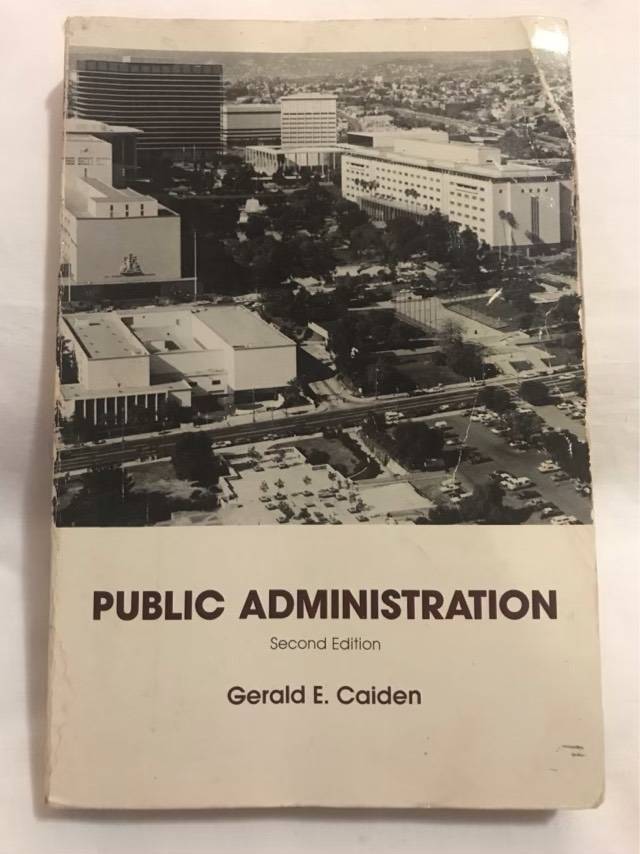 PUBLIC ADMINISTRATION
Second Edition
Gerald E. Caiden